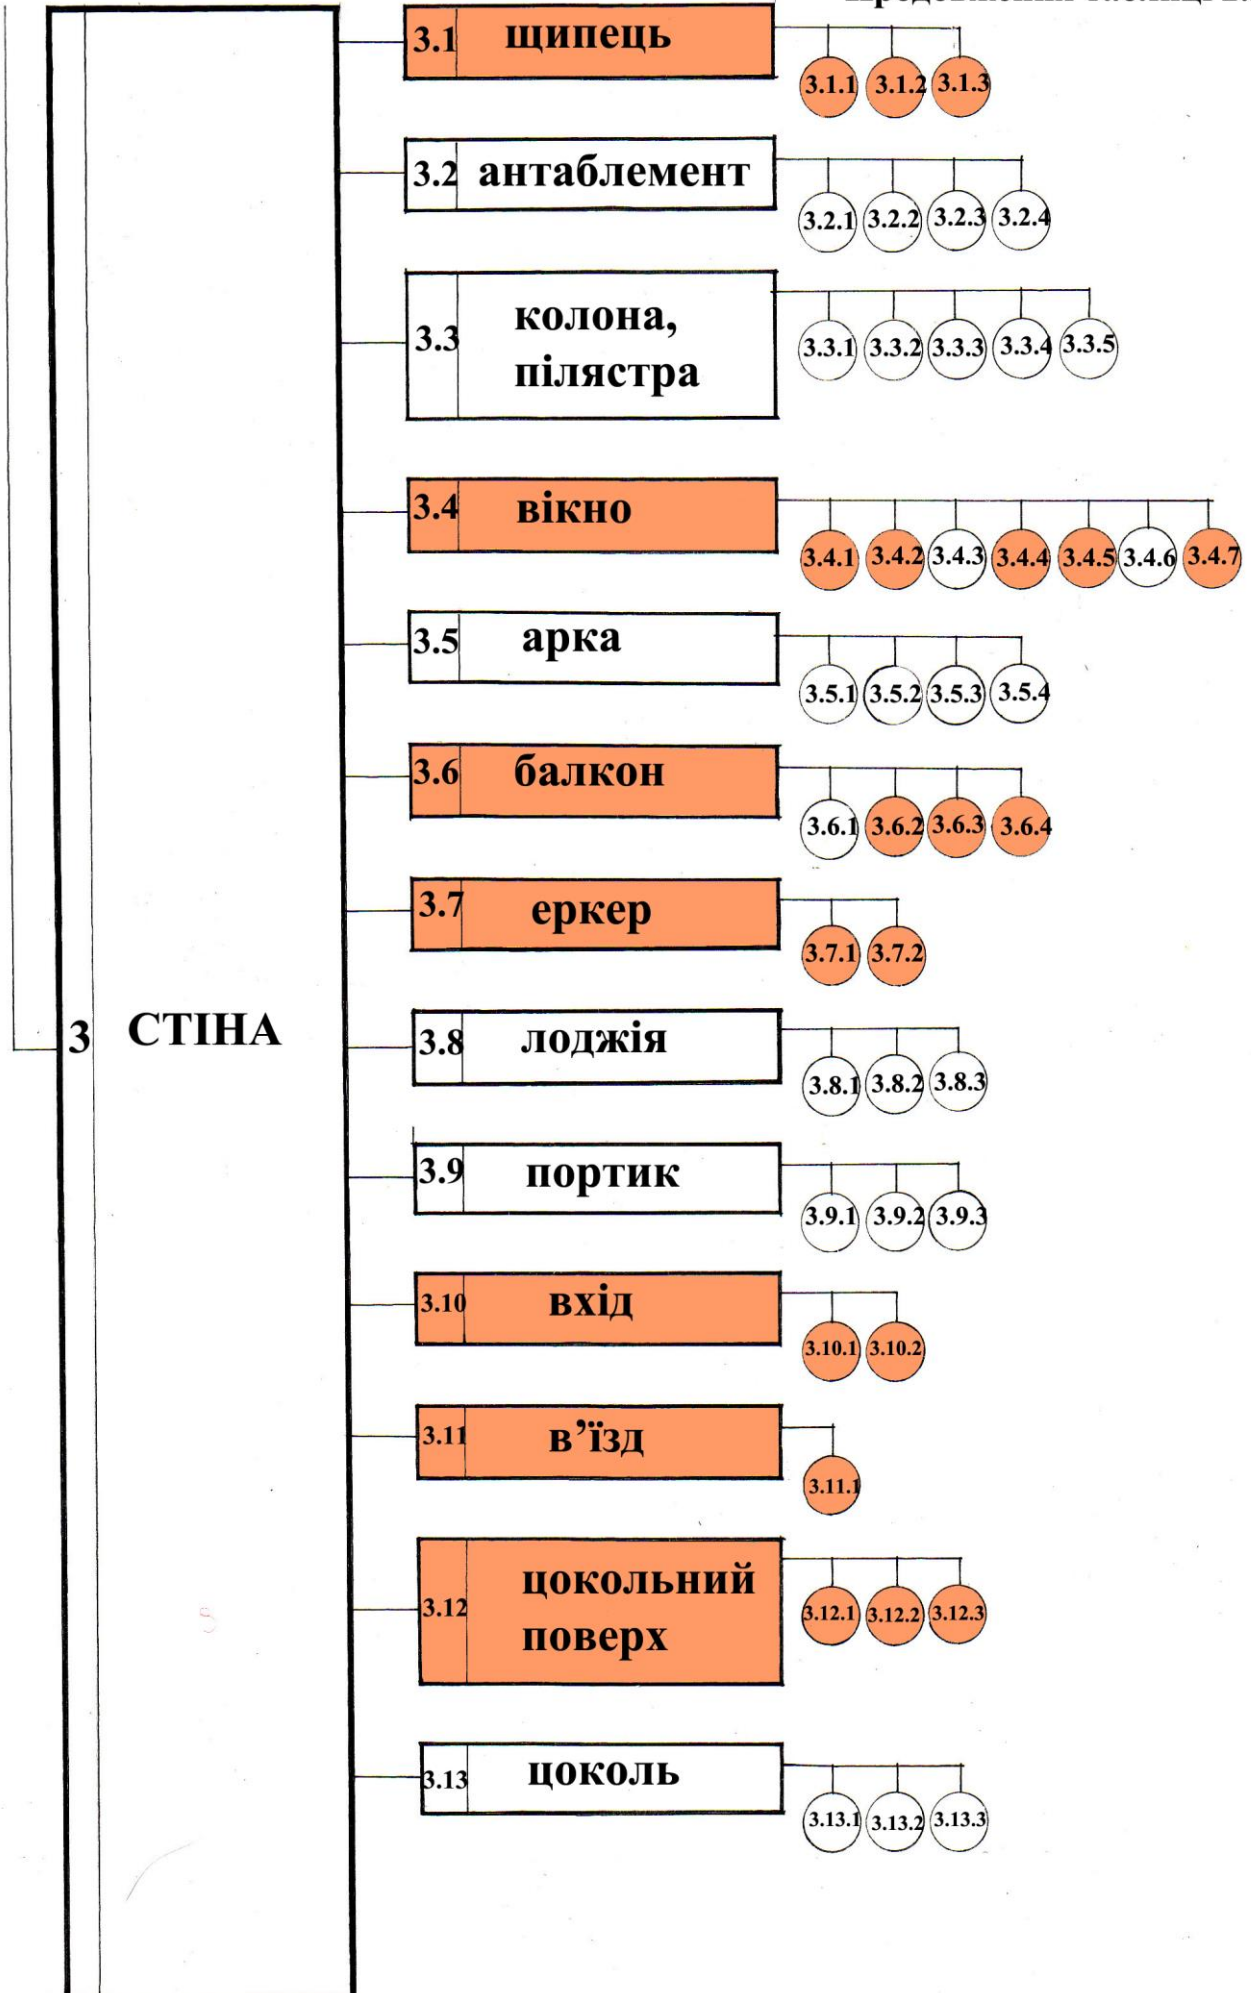 3.1 щипець
3.1.1 3.1.2 3.1.3
3.2 антаблемент
3.2.1 3.2.2 3.2.3 3.2.4
3.3 колона,
пілястра
3.3.1 3.3.2 3.3.3 3.3.4 3.3.5
3.4 вікно
3.4.1 3.4.2 3.4.3 3.4.4 3.4.5 3.4.6 3.4.7
3.5 арка
3.5.1 3.5.2 3.5.3 3.5.4
3.6 балкон
3.6.1 3.6.2 3.6.3 3.6.4
3.7 еркер
3.7.1 3.7.2
3 СТІНА
3.8 лоджія
3.8.1 3.8.2 3.8.3
3.9 портик
3.9.1 3.9.2 3.9.3
3.10 вхід
3.10.1 3.10.2
3.11 в’їзд
3.11.1
3.12 цокольний
поверх
3.12.1 3.12.2 3.12.3
3.13 цоколь
3.13.1 3.13.2 3.13.3